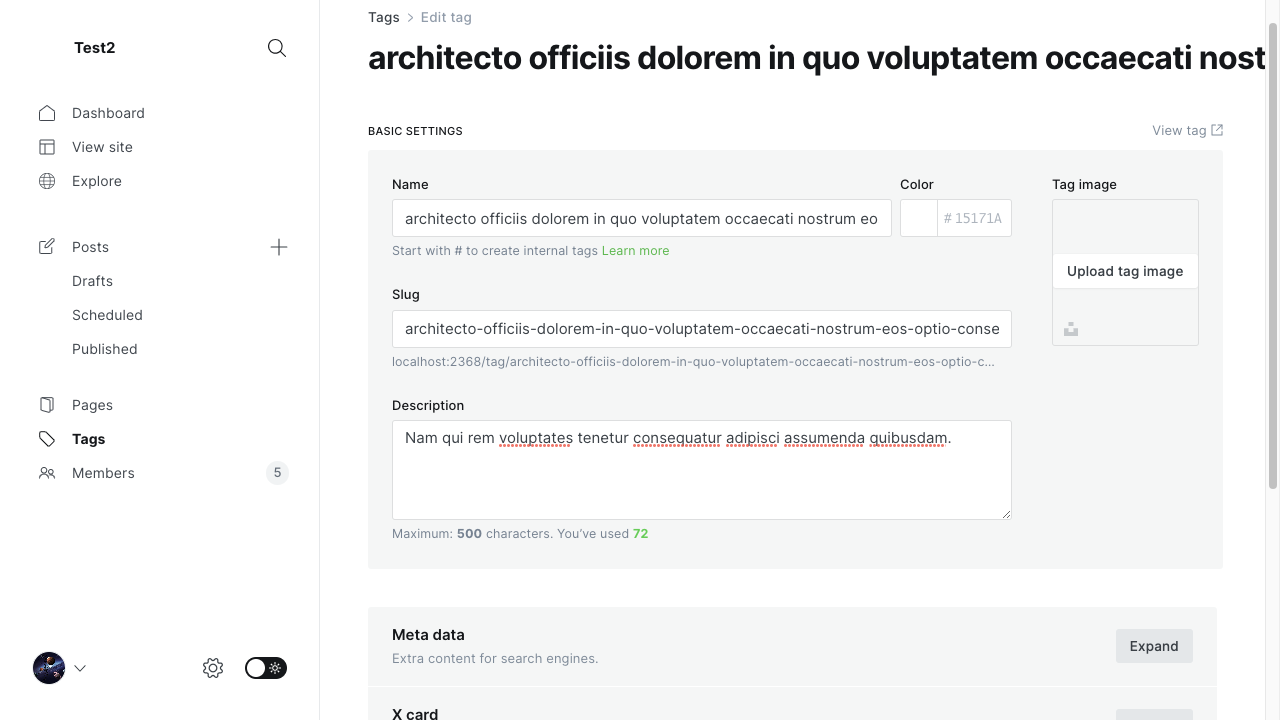 Test2
Dashboard
View site
Explore
Posts
Drafts
Scheduled
Published
Pages
Tags
Members 5
Tags > Edit tag
architecto officiis dolorem in quo voluptatem occaecati nost
BASIC SETTINGS
View tag
Name
architecto officiis dolorem in quo voluptatem occaecati nostrum eo
Start with # to create internal tags Learn more
Color
# 15171A
Tag image
Upload tag image
Slug
architecto-officiis-dolorem-in-quo-voluptatem-occaecati-nostrum-eos-optio-conse
localhost:2368/tag/architecto-officiis-dolorem-in-quo-voluptatem-occaecati-nostrum-eos-optio-c...
Description
Nam qui rem voluptates tenetur consequatur adipisci assumenda quibusdam.
Maximum: 500 characters. You've used 72
Meta data
Extra content for search engines.
Expand
X card